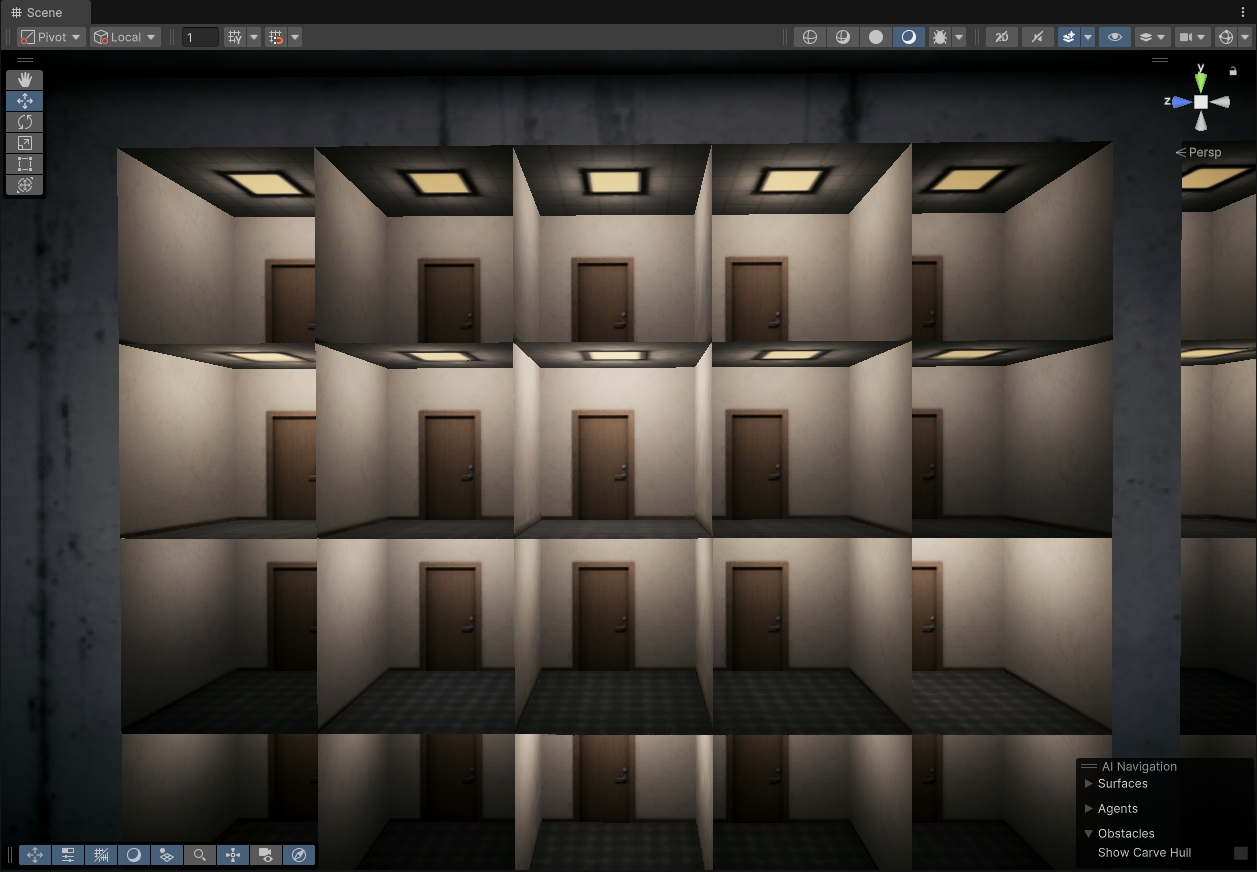 Scene
Pivot
Local
1
2D
y
z
Persp
AI Navigation
Surfaces
Agents
Obstacles
Show Carve Hull